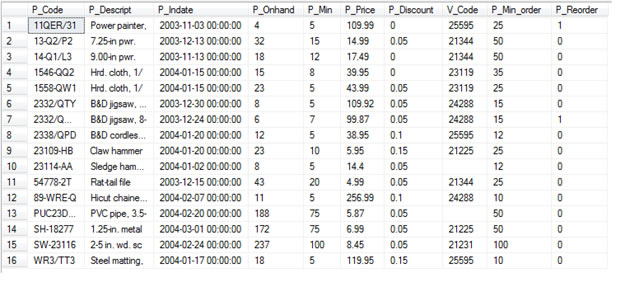 P_Code P_Descript P_Indate P_Onhand P_Min P_Price P_Discount V_Code P_Min_order P_Reorder
1 11QER/31 Power painter, 2003-11-03 00:00:00 4 5 109.99 0 25595 25 1
2 13-Q2/P2 7.25-in pwr. 2003-12-13 00:00:00 32 15 14.99 0.05 21344 50 0
3 14-Q1/L3 9.00-in pwr. 2003-11-13 00:00:00 18 12 17.49 0 21344 50 0
4 1546-QQ2 Hrd. cloth, 1/ 2004-01-15 00:00:00 15 8 39.95 0 23119 35 0
5 1558-QW1 Hrd. cloth, 1/ 2004-01-15 00:00:00 23 5 43.99 0.05 23119 25 0
6 2332/QTY B&D jigsaw, ... 2003-12-30 00:00:00 8 5 109.92 0.05 24288 15 0
7 2332/Q... B&D jigsaw, 8- 2003-12-24 00:00:00 6 7 99.87 0.05 24288 15 1
8 2338/QPD B&D cordles... 2004-01-20 00:00:00 12 5 38.95 0.1 25595 12 0
9 23109-HB Claw hammer 2004-01-20 00:00:00 23 10 5.95 0.15 21225 25 0
10 23114-AA Sledge ham... 2004-01-02 00:00:00 8 5 14.4 0.05 12 0
11 54778-2T Rat-tail file 2003-12-15 00:00:00 43 20 4.99 0.05 21344 25 0
12 89-WRE-Q Hicut chaine... 2004-02-07 00:00:00 11 5 256.99 0.1 24288 10 0
13 PUC23D... PVC pipe, 3.5- 2004-02-20 00:00:00 188 75 5.87 0.05 50 0
14 SH-18277 1.25-in. metal 2004-03-01 00:00:00 172 75 6.99 0.05 21225 50 0
15 SW-23116 2-5 in. wd. sc 2004-02-24 00:00:00 237 100 8.45 0.05 21231 100 0
16 WR3/TT3 Steel matting, 2004-01-17 00:00:00 18 5 119.95 0.15 25595 10 0